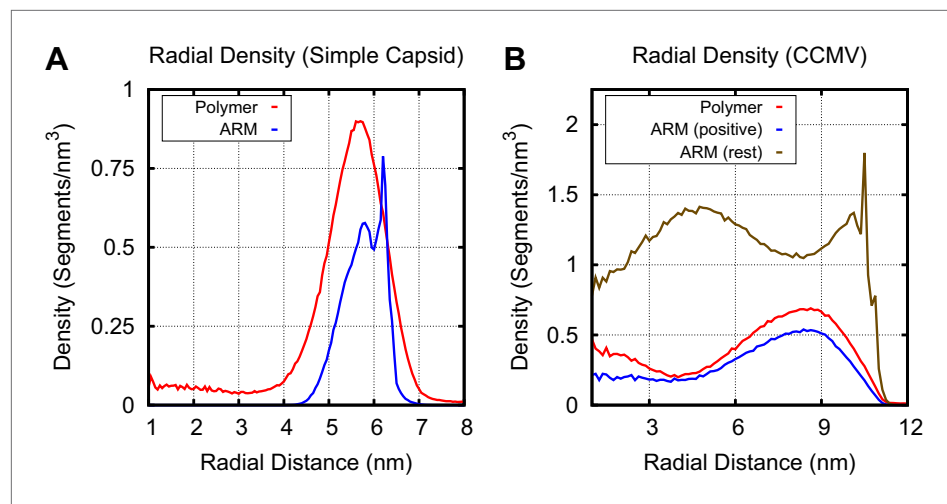 A
Radial Density (Simple Capsid)
Density (Segments/nm³)
1
0.75
0.5
0.25
0
Polymer
ARM
1 2 3 4 5 6 7 8
Radial Distance (nm)
B
Radial Density (CCMV)
Density (Segments/nm³)
2
1.5
1
0.5
0
Polymer
ARM (positive)
ARM (rest)
3 6 9 12
Radial Distance (nm)